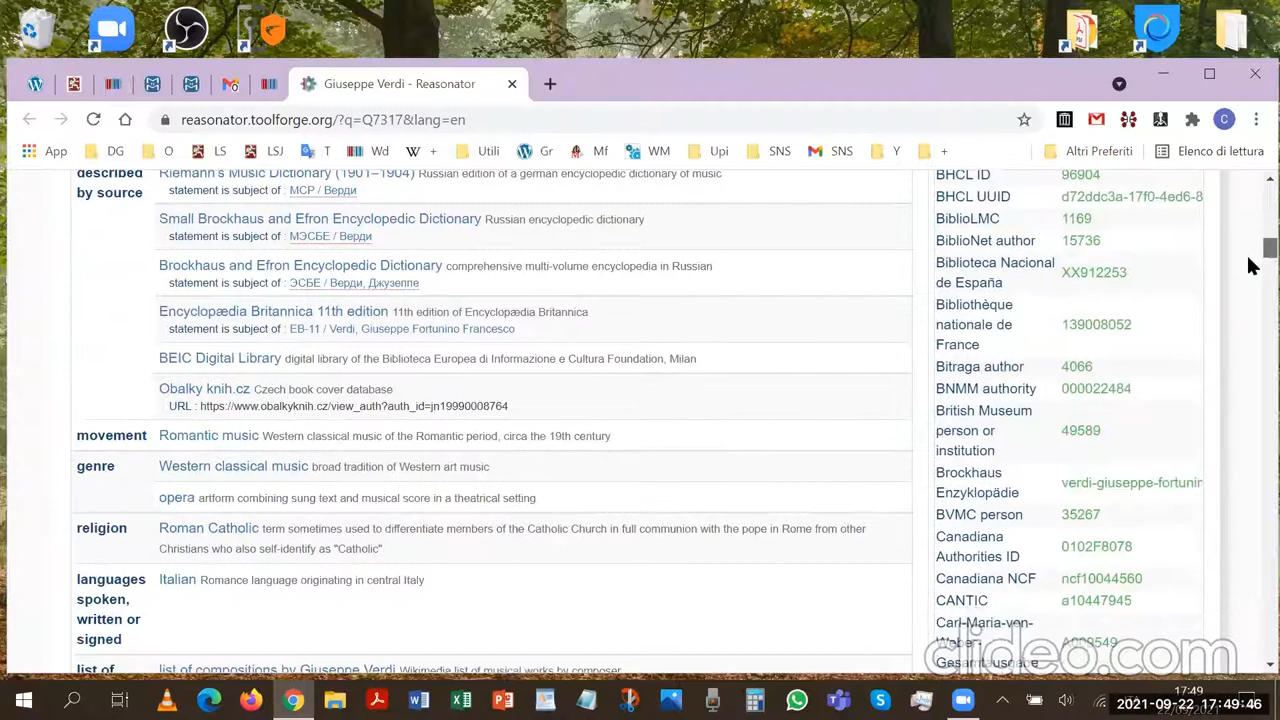 Giuseppe Verdi - Reasonator
reasonator.toolforge.org/?q=Q7317&lang=en
App DG O LS LSJ T Wd + Utili Gr Mf WM Upi SNS SNS Y + Altri Preferiti Elenco di lettura
described
by source
Riemann's Music Dictionary (1901–1904) Russian edition of a german encyclopedic dictionary of music
statement is subject of : МСР / Верди
Small Brockhaus and Efron Encyclopedic Dictionary Russian encyclopedic dictionary
statement is subject of : МЭСБЕ / Верди
Brockhaus and Efron Encyclopedic Dictionary comprehensive multi-volume encyclopedia in Russian
statement is subject of : ЭСБЕ / Верди, Джузеппе
Encyclopædia Britannica 11th edition 11th edition of Encyclopædia Britannica
statement is subject of : EB-11 / Verdi, Giuseppe Fortunino Francesco
BEIC Digital Library digital library of the Biblioteca Europea di Informazione e Cultura Foundation, Milan
Obalky knih.cz Czech book cover database
URL : https://www.obalkyknih.cz/view_auth?auth_id=jn19990008764
movement Romantic music Western classical music of the Romantic period, circa the 19th century
genre Western classical music broad tradition of Western art music
opera artform combining sung text and musical score in a theatrical setting
religion Roman Catholic term sometimes used to differentiate members of the Catholic Church in full communion with the pope in Rome from other
Christians who also self-identify as "Catholic"
languages
spoken,
written or
signed
Italian Romance language originating in central Italy
list of list of compositions by Giuseppe Verdi Wikimedia list of musical works by composer
BHCL ID 96904
BHCL UUID d72ddc3a-17f0-4ed6-8
BiblioLMC 1169
BiblioNet author 15736
Biblioteca Nacional
de España
XX912253
Bibliothèque
nationale de
France
139008052
Bitraga author 4066
BNMM authority 000022484
British Museum
person or
institution
49589
Brockhaus
Enzyklopädie
verdi-giuseppe-fortunin
BVMC person 35267
Canadiana
Authorities ID
0102F8078
Canadiana NCF ncf10044560
CANTIC a10447945
Carl-Maria-von-
Weber-
Gesamtausgabe
A000549
clideo.com
17:49
2021-09-22 17:49:46